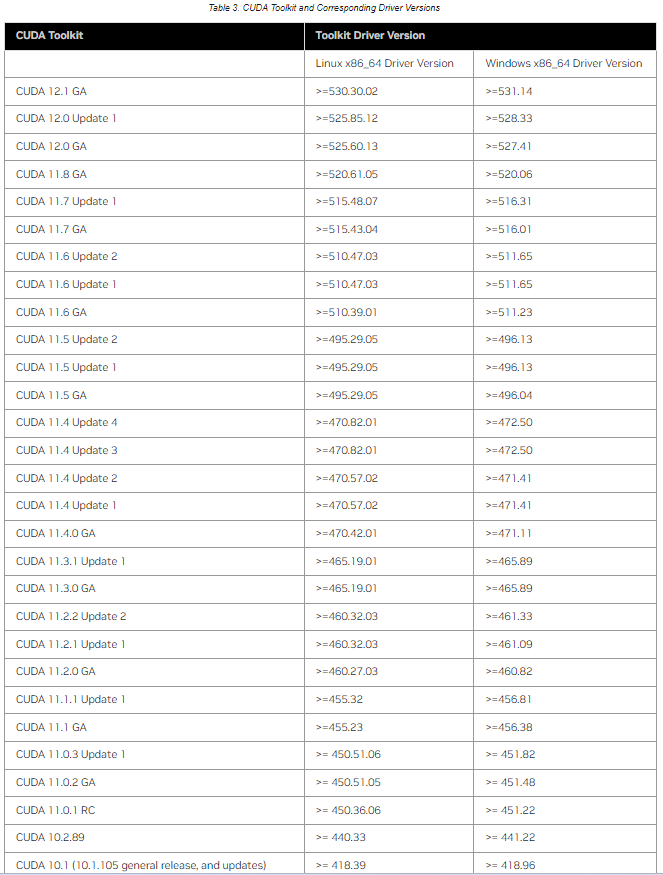 Table 3. CUDA Toolkit and Corresponding Driver Versions
CUDA Toolkit Toolkit Driver Version
Linux x86_64 Driver Version Windows x86_64 Driver Version
CUDA 12.1 GA >=530.30.02 >=531.14
CUDA 12.0 Update 1 >=525.85.12 >=528.33
CUDA 12.0 GA >=525.60.13 >=527.41
CUDA 11.8 GA >=520.61.05 >=520.06
CUDA 11.7 Update 1 >=515.48.07 >=516.31
CUDA 11.7 GA >=515.43.04 >=516.01
CUDA 11.6 Update 2 >=510.47.03 >=511.65
CUDA 11.6 Update 1 >=510.47.03 >=511.65
CUDA 11.6 GA >=510.39.01 >=511.23
CUDA 11.5 Update 2 >=495.29.05 >=496.13
CUDA 11.5 Update 1 >=495.29.05 >=496.13
CUDA 11.5 GA >=495.29.05 >=496.04
CUDA 11.4 Update 4 >=470.82.01 >=472.50
CUDA 11.4 Update 3 >=470.82.01 >=472.50
CUDA 11.4 Update 2 >=470.57.02 >=471.41
CUDA 11.4 Update 1 >=470.57.02 >=471.41
CUDA 11.4.0 GA >=470.42.01 >=471.11
CUDA 11.3.1 Update 1 >=465.19.01 >=465.89
CUDA 11.3.0 GA >=465.19.01 >=465.89
CUDA 11.2.2 Update 2 >=460.32.03 >=461.33
CUDA 11.2.1 Update 1 >=460.32.03 >=461.09
CUDA 11.2.0 GA >=460.27.03 >=460.82
CUDA 11.1.1 Update 1 >=455.32 >=456.81
CUDA 11.1 GA >=455.23 >=456.38
CUDA 11.0.3 Update 1 >= 450.51.06 >= 451.82
CUDA 11.0.2 GA >= 450.51.05 >= 451.48
CUDA 11.0.1 RC >= 450.36.06 >= 451.22
CUDA 10.2.89 >= 440.33 >= 441.22
CUDA 10.1 (10.1.105 general release, and updates) >= 418.39 >= 418.96